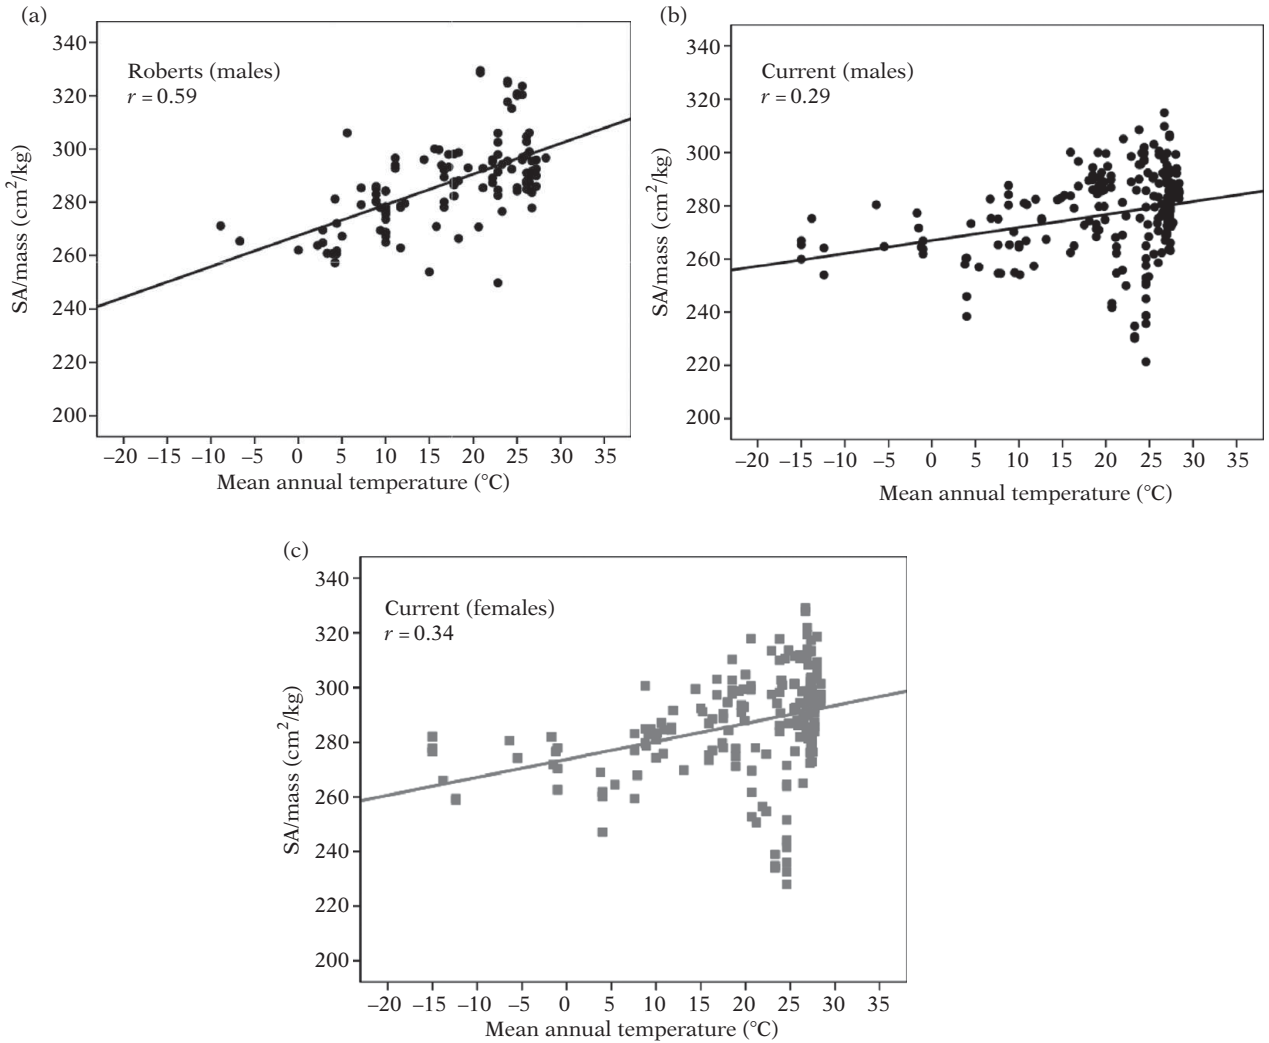 (a)
Roberts (males)
r = 0.59
SA/mass (cm²/kg)
340
320
300
280
260
240
220
200
–20 –15 –10 –5 0 5 10 15 20 25 30 35
Mean annual temperature (°C)
(b)
Current (males)
r = 0.29
SA/mass (cm²/kg)
340
320
300
280
260
240
220
200
–20 –15 –10 –5 0 5 10 15 20 25 30 35
Mean annual temperature (°C)
(c)
Current (females)
r = 0.34
SA/mass (cm²/kg)
340
320
300
280
260
240
220
200
–20 –15 –10 –5 0 5 10 15 20 25 30 35
Mean annual temperature (°C)